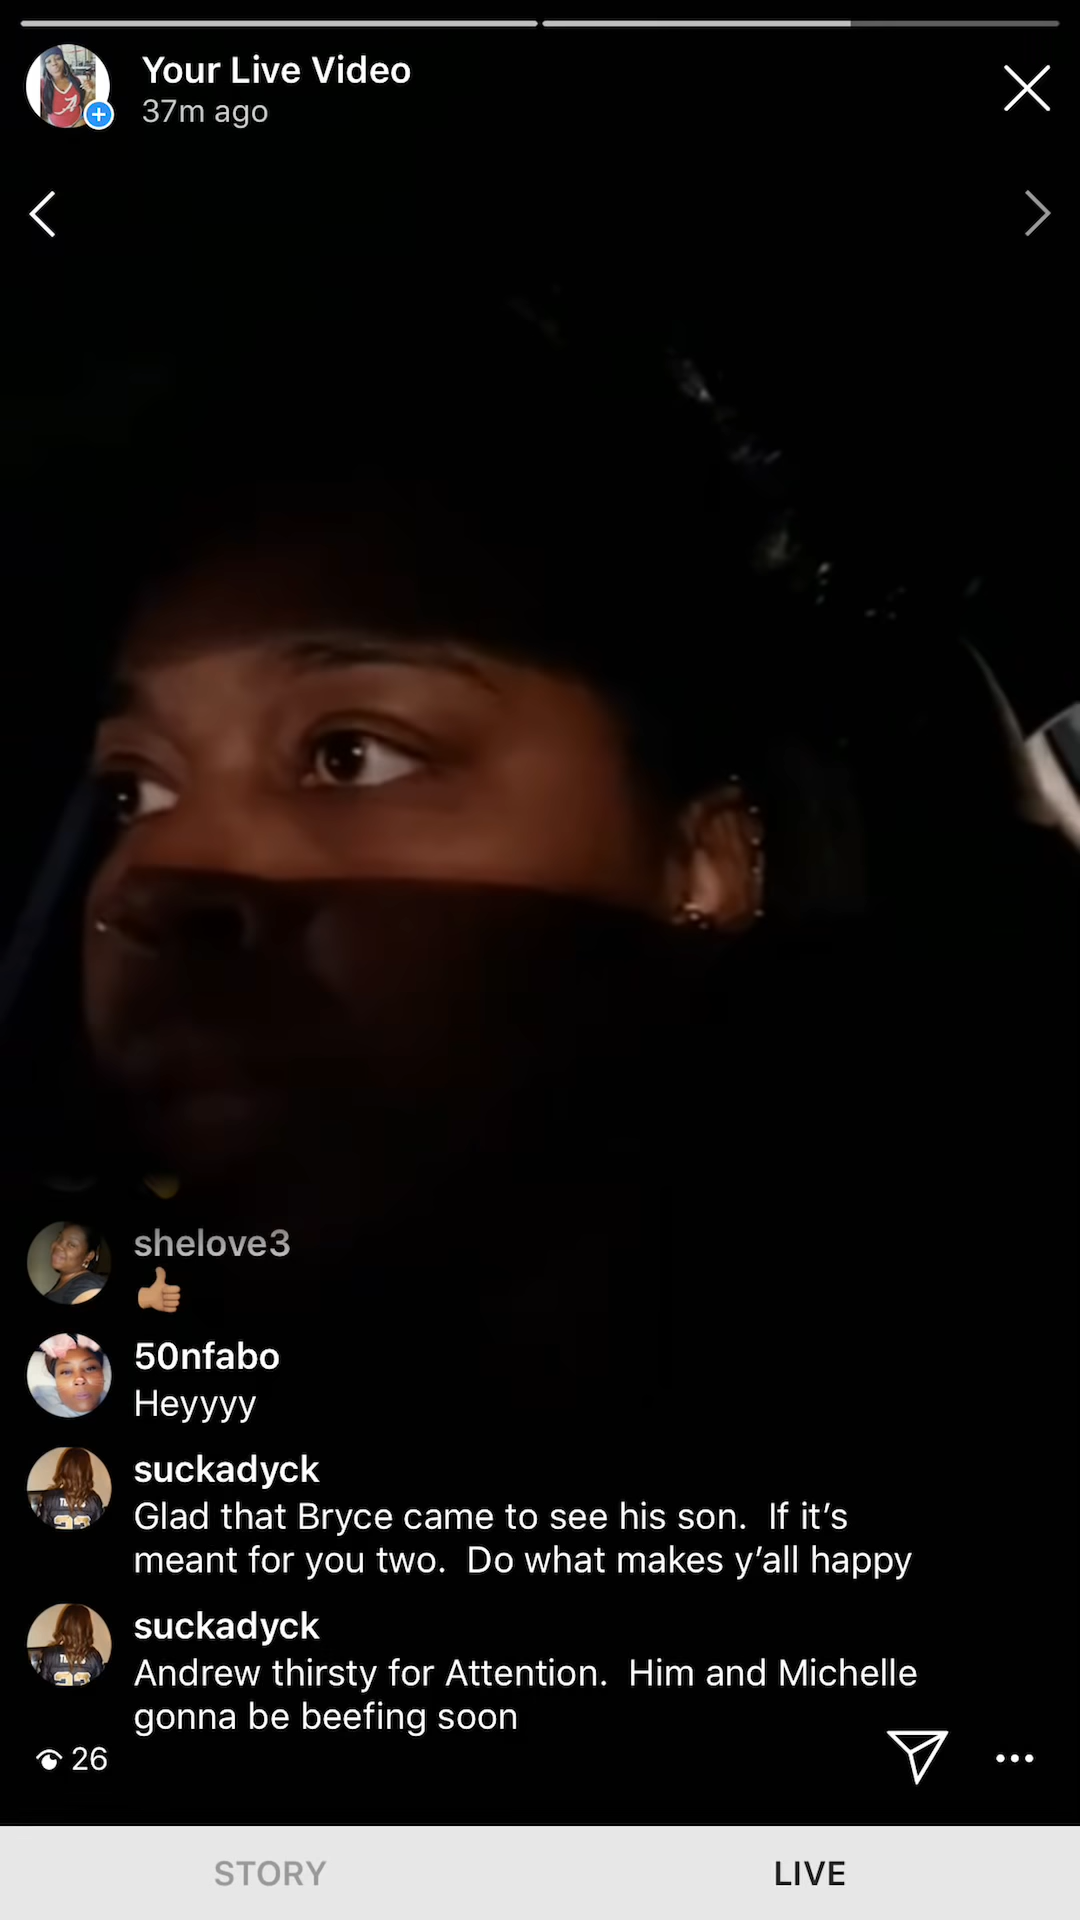 Your Live Video
37m ago
shelove3
👍🏽
50nfabo
Heyyyy
suckadyck
Glad that Bryce came to see his son.  If it’s
meant for you two.  Do what makes y’all happy
suckadyck
Andrew thirsty for Attention.  Him and Michelle
gonna be beefing soon
26
STORY
LIVE